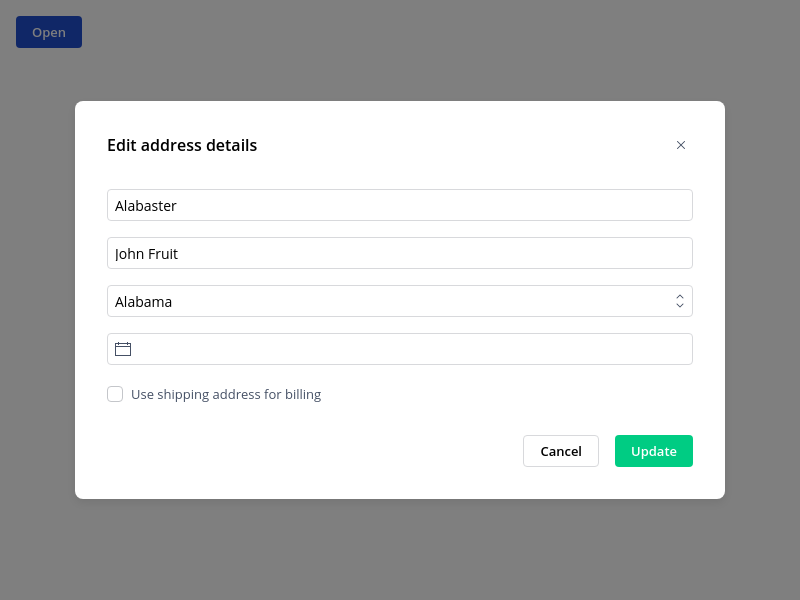 Open
Edit address details
Alabaster
John Fruit
Alabama
Use shipping address for billing
Cancel
Update